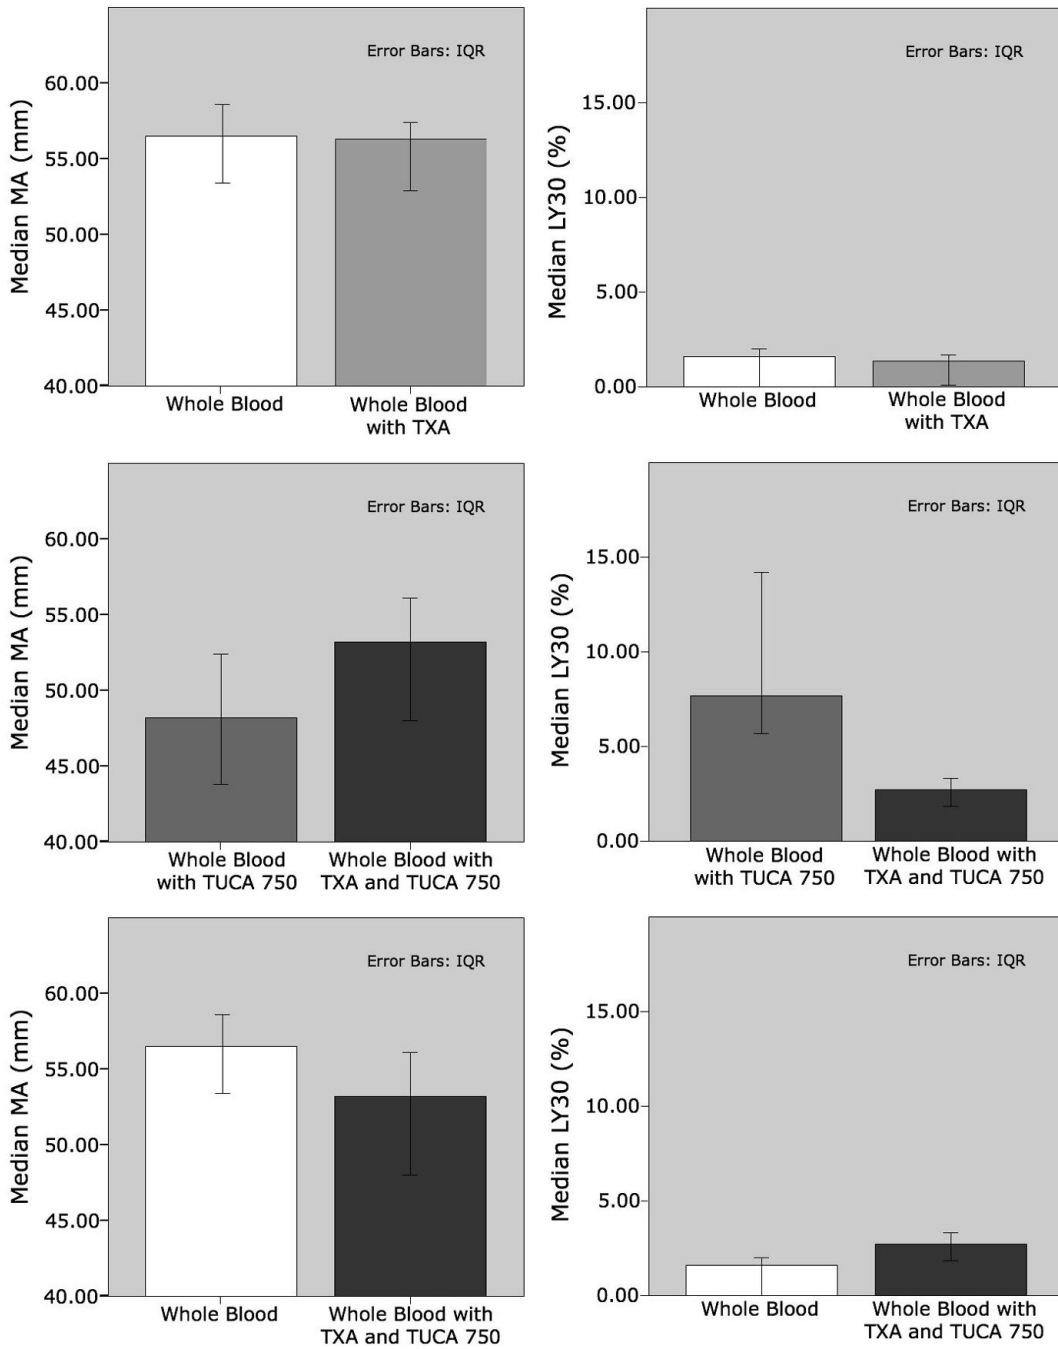 Median MA (mm)
Error Bars: IQR
60.00
55.00
50.00
45.00
40.00
Whole Blood
Whole Blood
with TXA
Median LY30 (%)
Error Bars: IQR
15.00
10.00
5.00
0.00
Whole Blood
Whole Blood
with TXA
Median MA (mm)
Error Bars: IQR
60.00
55.00
50.00
45.00
40.00
Whole Blood
with TUCA 750
Whole Blood with
TXA and TUCA 750
Median LY30 (%)
Error Bars: IQR
15.00
10.00
5.00
0.00
Whole Blood
with TUCA 750
Whole Blood with
TXA and TUCA 750
Median MA (mm)
Error Bars: IQR
60.00
55.00
50.00
45.00
40.00
Whole Blood
Whole Blood with
TXA and TUCA 750
Median LY30 (%)
Error Bars: IQR
15.00
10.00
5.00
0.00
Whole Blood
Whole Blood with
TXA and TUCA 750